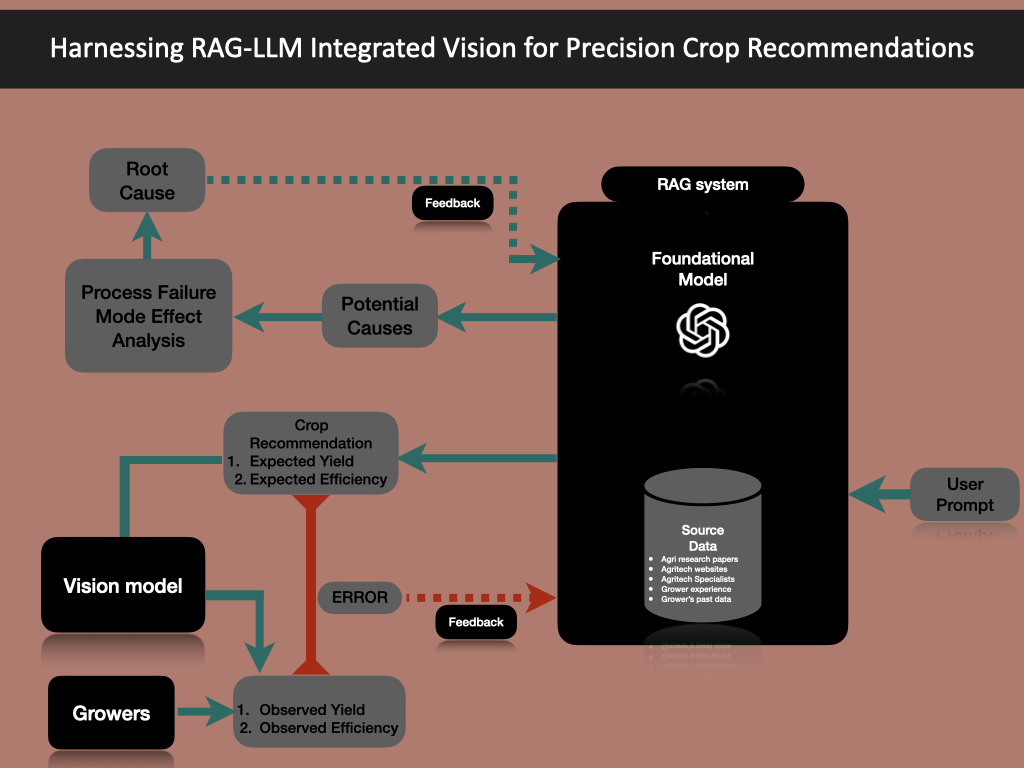 Harnessing RAG-LLM Integrated Vision for Precision Crop Recommendations
Root
Cause
Feedback
RAG system
Foundational
Model
Process Failure
Mode Effect
Analysis
Potential
Causes
Crop
Recommendation
1. Expected Yield
2. Expected Efficiency
User
Prompt
Source
Data
• Agri research papers
• Agritech websites
• Agritech Specialists
• Grower experience
• Grower's past data
Vision model
ERROR
Feedback
Growers
1. Observed Yield
2. Observed Efficiency